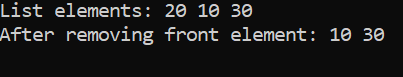 List elements: 20 10 30
After removing front element: 10 30